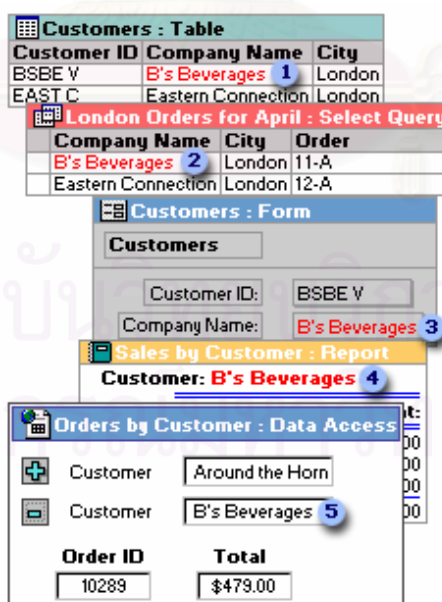 Customers : Table
Customer ID Company Name City
BSBE V B's Beverages 1 London
EAST C Eastern Connection London
London Orders for April : Select Query
Company Name City Order
B's Beverages 2 London 11-A
Eastern Connection London 12-A
Customers : Form
Customers
Customer ID: BSBE V
Company Name: B's Beverages 3
Sales by Customer : Report
Customer: B's Beverages 4
Orders by Customer : Data Access
Customer Around the Horn
Customer B's Beverages 5
Order ID Total
10289 $479.00